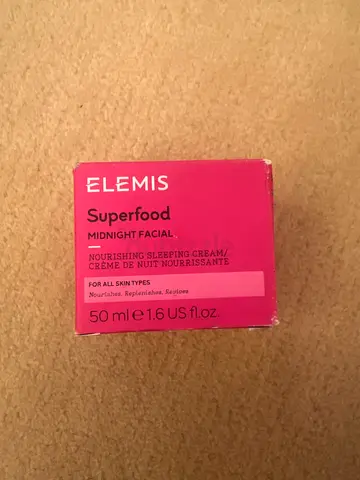 ELEMIS
Superfood
MIDNIGHT FACIAL
NOURISHING SLEEPING CREAM/
CRÈME DE NUIT NOURRISSANTE
FOR ALL SKIN TYPES
Nourishes. Replenishes. Revives
50 ml ℮ 1.6 US fl.oz.